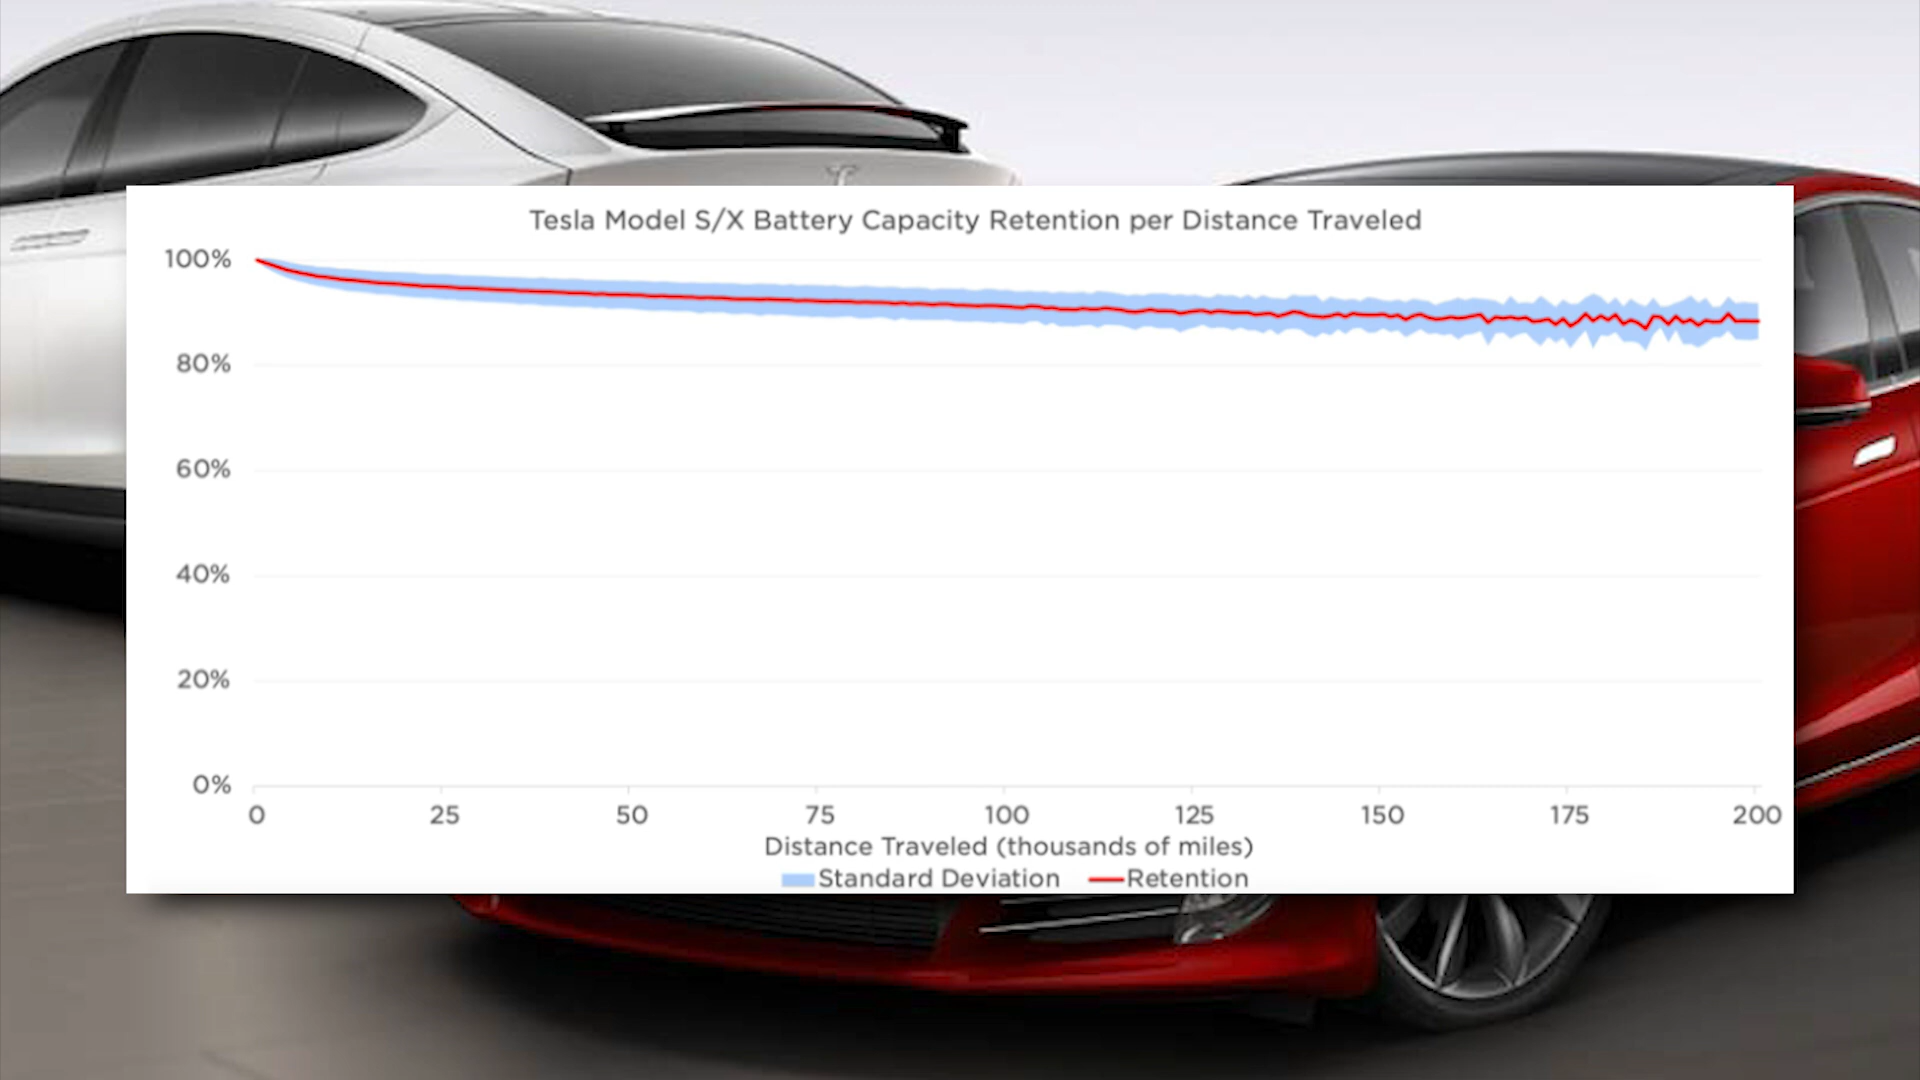 Tesla Model S/X Battery Capacity Retention per Distance Traveled
100%
80%
60%
40%
20%
0%
0 25 50 75 100 125 150 175 200
Distance Traveled (thousands of miles)
Standard Deviation Retention